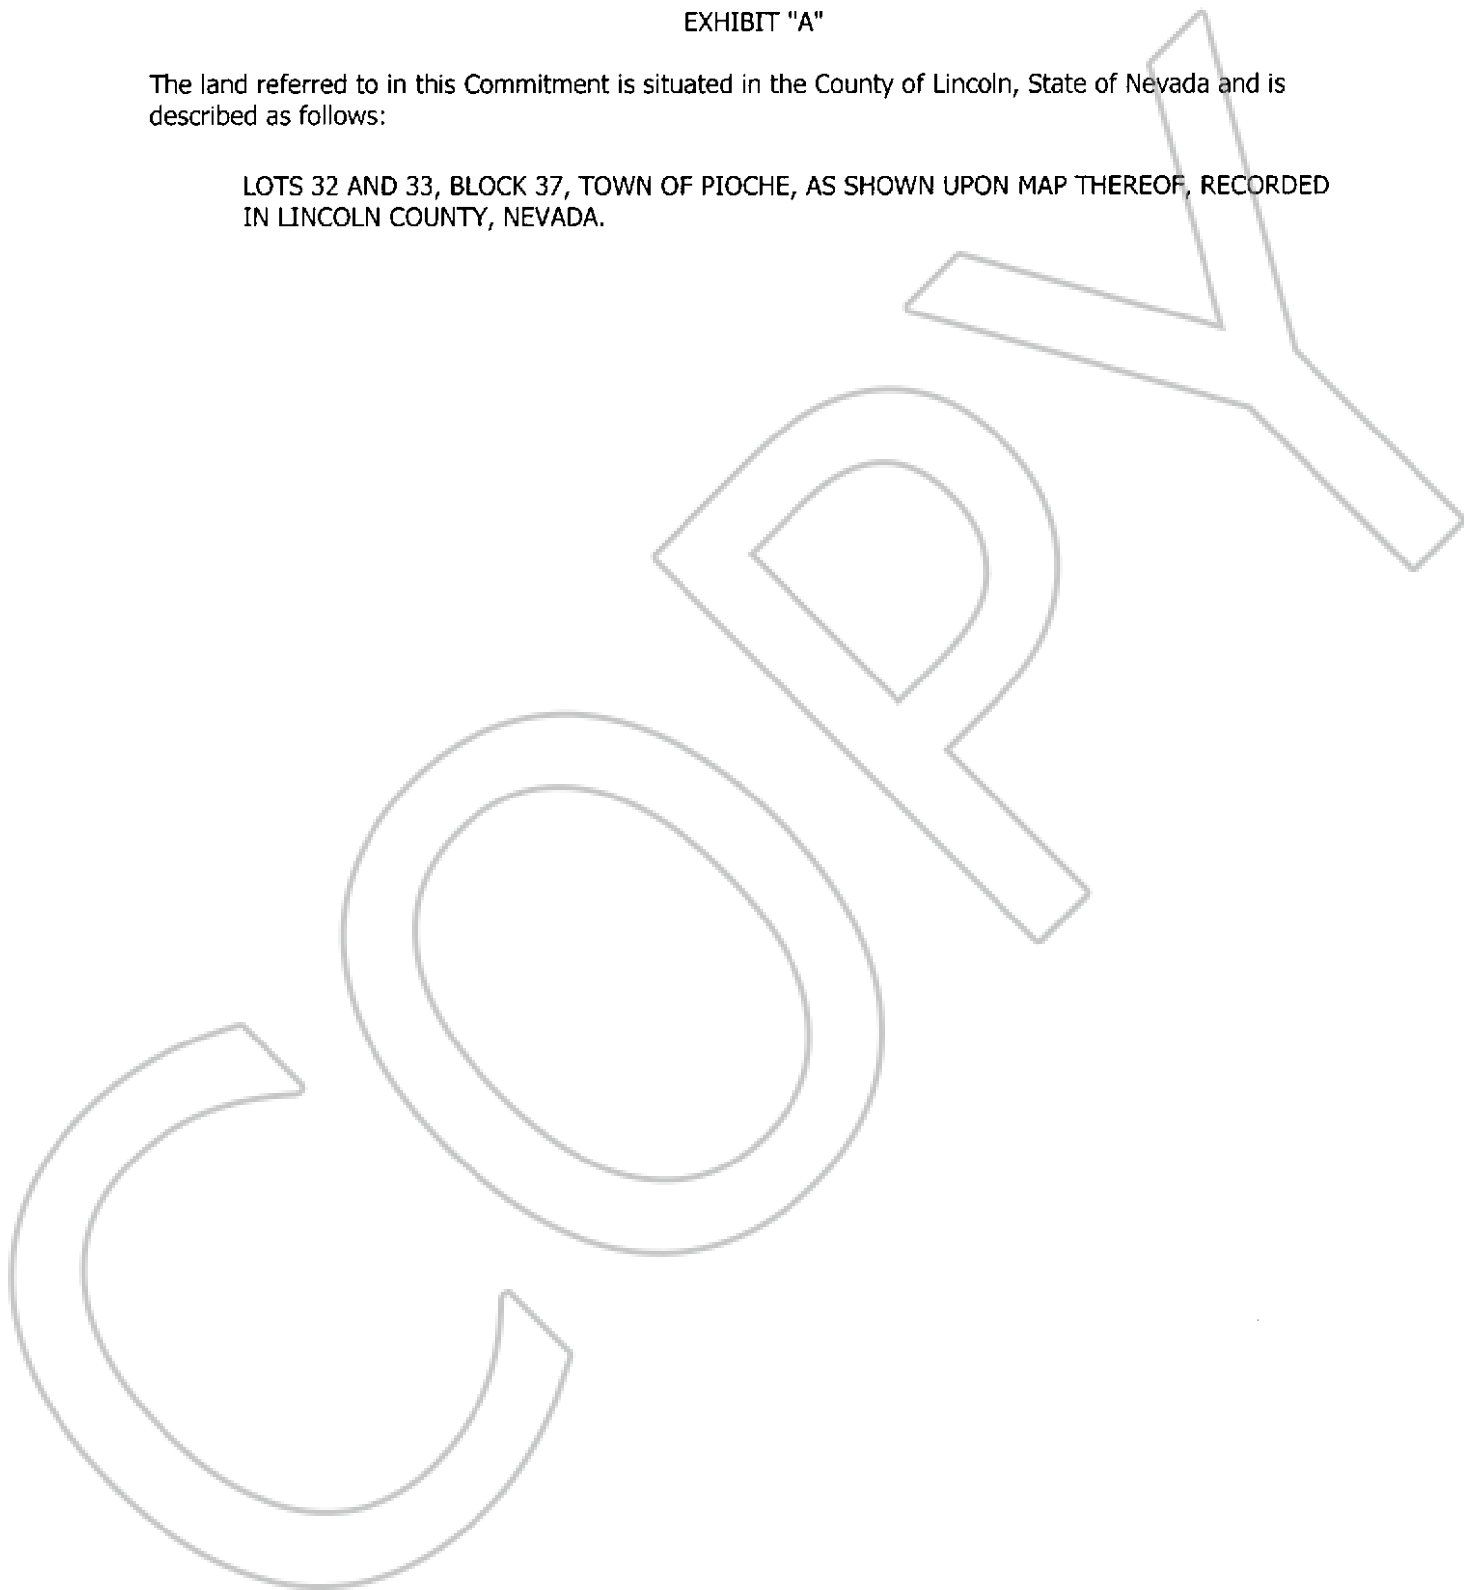 EXHIBIT "A"
The land referred to in this Commitment is situated in the County of Lincoln, State of Nevada and is
described as follows:
LOTS 32 AND 33, BLOCK 37, TOWN OF PIOCHE, AS SHOWN UPON MAP THEREOF, RECORDED
IN LINCOLN COUNTY, NEVADA.
COPY